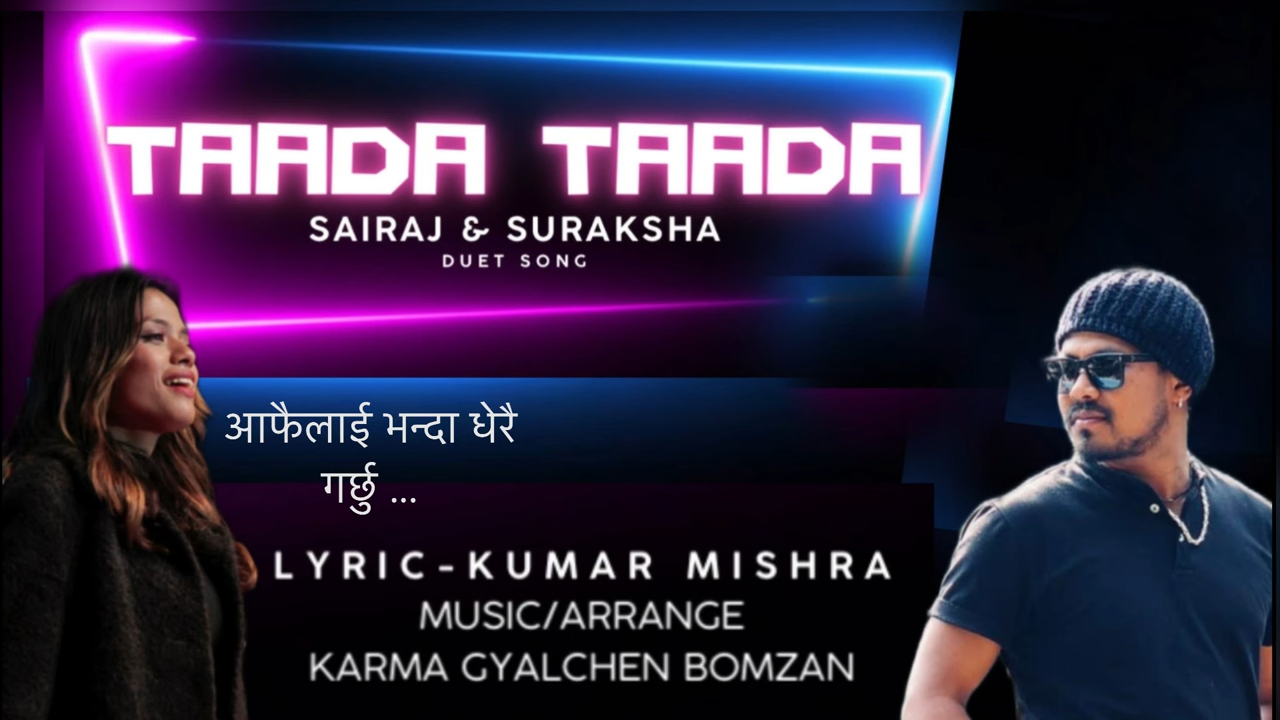 TAADA TAADA
SAIRAJ & SURAKSHA
DUET SONG
आफैलाई भन्दा धेरै
गर्छु ...
LYRIC-KUMAR MISHRA
MUSIC/ARRANGE
KARMA GYALCHEN BOMZAN